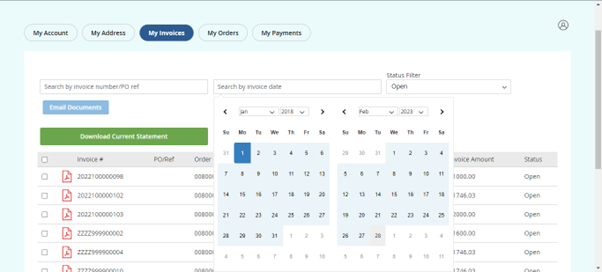 My Account My Address My Invoices My Orders My Payments
Status Filter
Search by invoice number/PO ref Search by invoice date Open
Email Documents
Jan 2018 Feb 2023
Su Mo Tu We Th Fr Sa Su Mo Tu We Th Fr Sa
Download Current Statement
31 1 2 3 4 5 6 29 30 31 1 2 3 4
Invoice # PO/Ref Order Invoice Amount Status
7 8 9 10 11 12 13 5 6 7 8 9 10 11
2022100000098 00800 1000.00 Open
14 15 16 17 18 19 20 12 13 14 15 16 17 18
2022100000102 00800 1746.03 Open
21 22 23 24 25 26 27 19 20 21 22 23 24 25
2022100000103 00800 2000.00 Open
28 29 30 31 1 2 3 26 27 28 1 2 3 4
ZZZZ999900002 00800 1600.00 Open
4 5 6 7 8 9 10 5 6 7 8 9 10 11
ZZZZ999900004 00800 1746.03 Open
ZZZZ999900010 Open